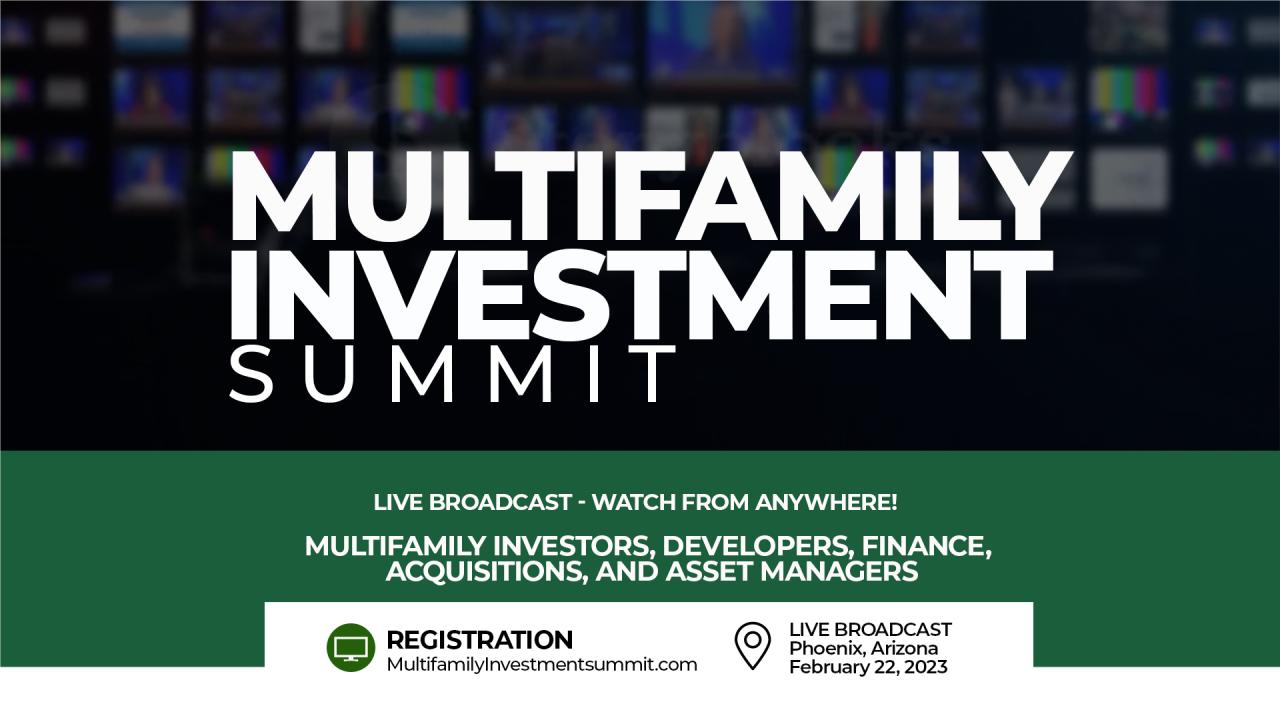 MULTIFAMILY
INVESTMENT
SUMMIT
LIVE BROADCAST - WATCH FROM ANYWHERE!
MULTIFAMILY INVESTORS, DEVELOPERS, FINANCE,
ACQUISITIONS, AND ASSET MANAGERS
REGISTRATION
MultifamilyInvestmentsummit.com
LIVE BROADCAST
Phoenix, Arizona
February 22, 2023